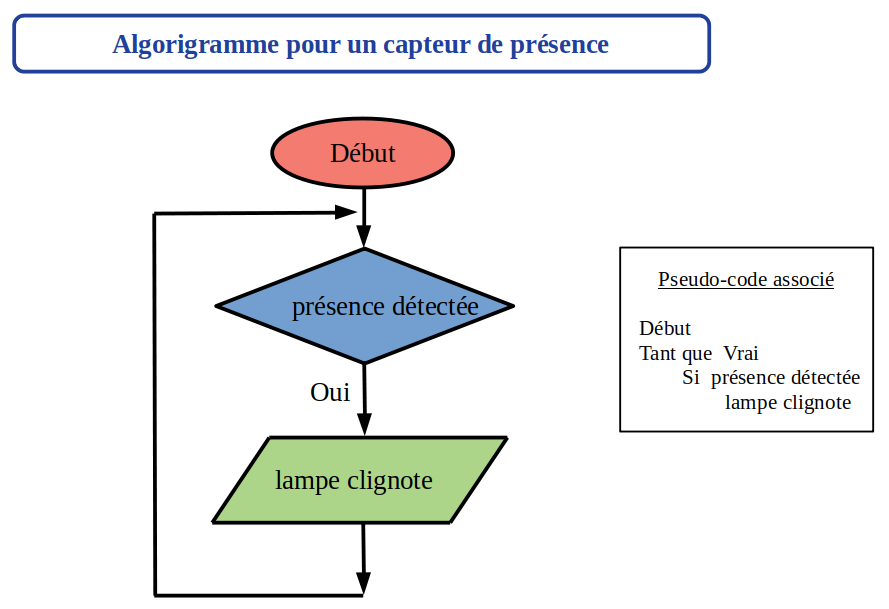 Algorigramme pour un capteur de présence
Début
présence détectée
Oui
lampe clignote
Pseudo-code associé
Début
Tant que Vrai
Si présence détectée
lampe clignote